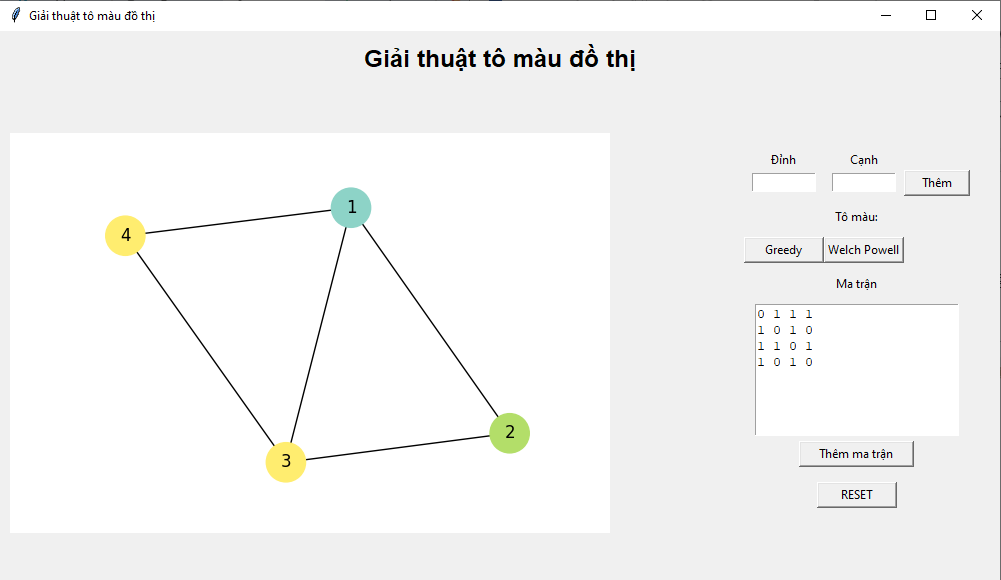 Giải thuật tô màu đồ thị
Giải thuật tô màu đồ thị
1
4
3
2
Đỉnh
Cạnh
Thêm
Tô màu:
Greedy
Welch Powell
Ma trận
0 1 1 1
1 0 1 0
1 1 0 1
1 0 1 0
Thêm ma trận
RESET